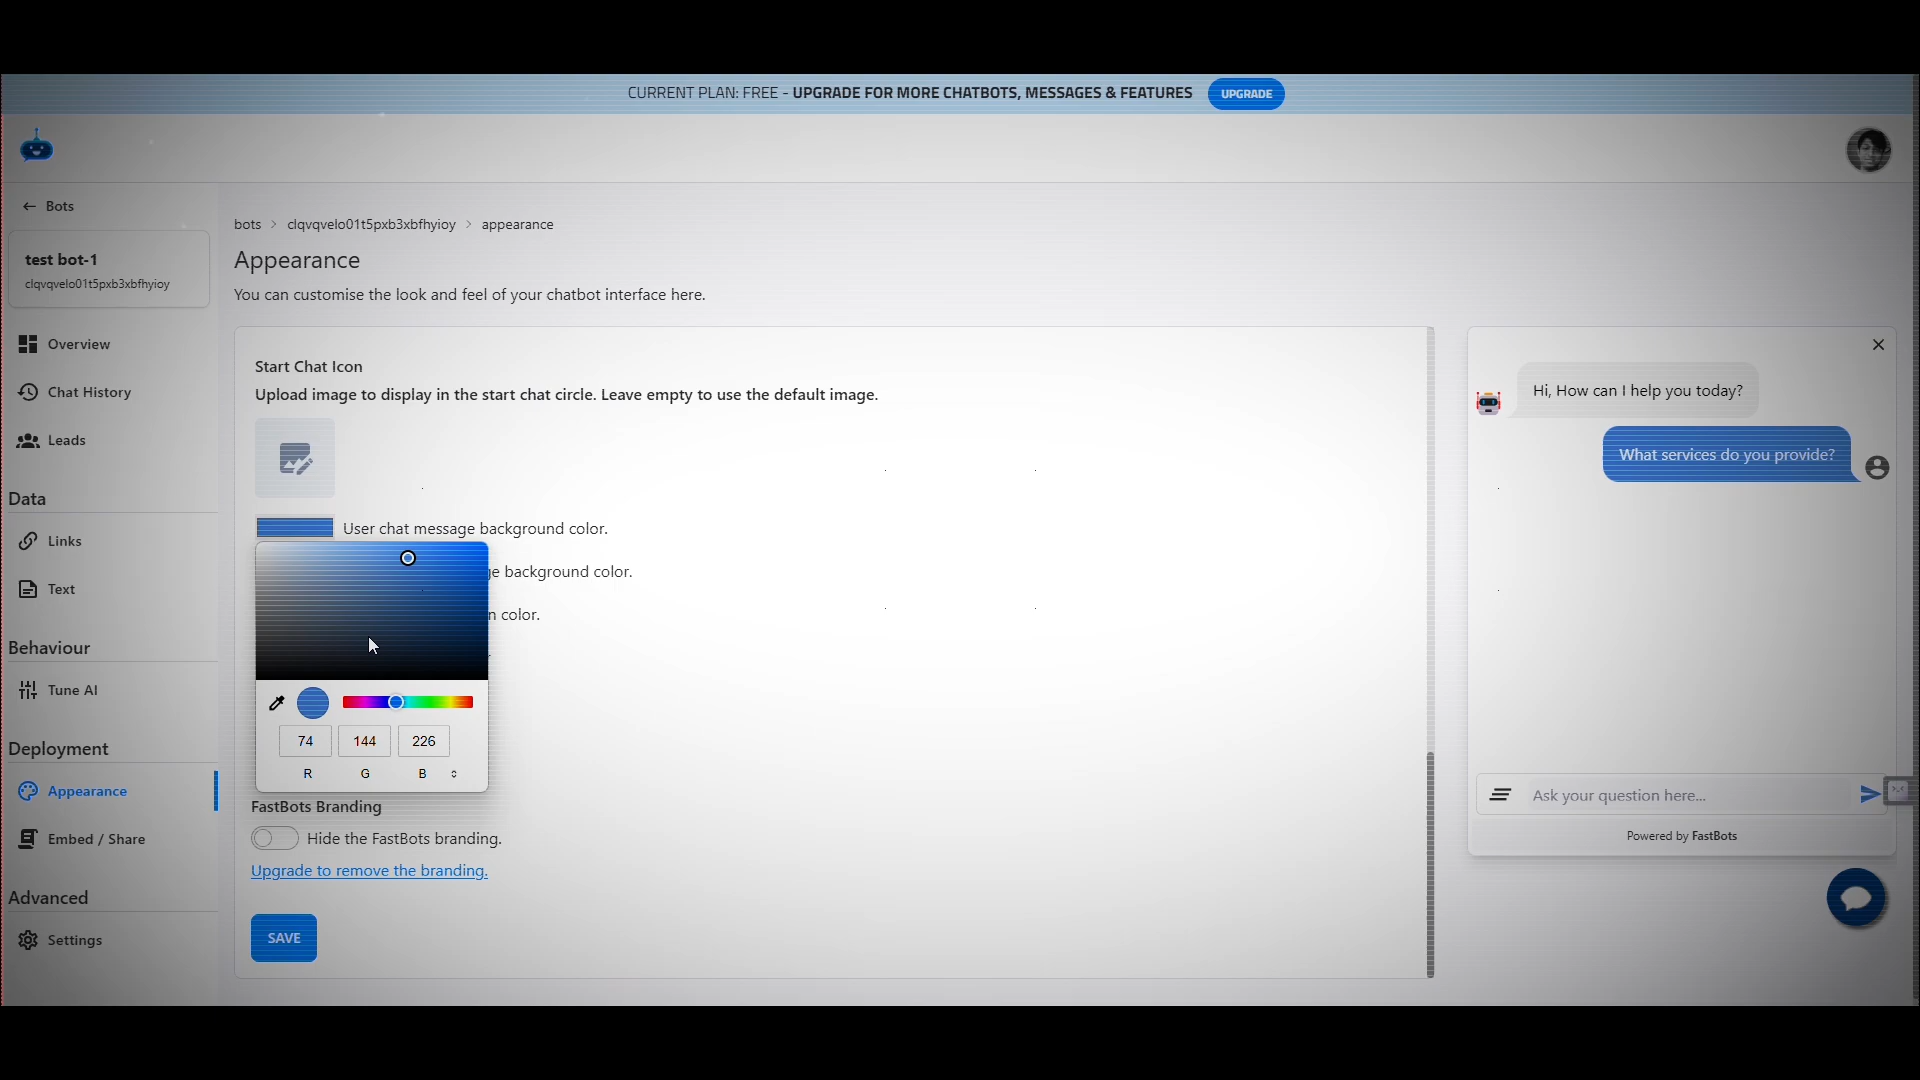 CURRENT PLAN: FREE - UPGRADE FOR MORE CHATBOTS, MESSAGES & FEATURES UPGRADE
Bots
test bot-1
clqvqvelo01t5pxb3xbfhyioy
Overview
Chat History
Leads
Data
Links
Text
Behaviour
Tune AI
Deployment
Appearance
Embed / Share
Advanced
Settings
bots > clqvqvelo01t5pxb3xbfhyioy > appearance
Appearance
You can customise the look and feel of your chatbot interface here.
Start Chat Icon
Upload image to display in the start chat circle. Leave empty to use the default image.
User chat message background color.
background color.
color.
74 144 226
R G B
FastBots Branding
Hide the FastBots branding.
Upgrade to remove the branding.
SAVE
Hi, How can I help you today?
What services do you provide?
Ask your question here...
Powered by FastBots